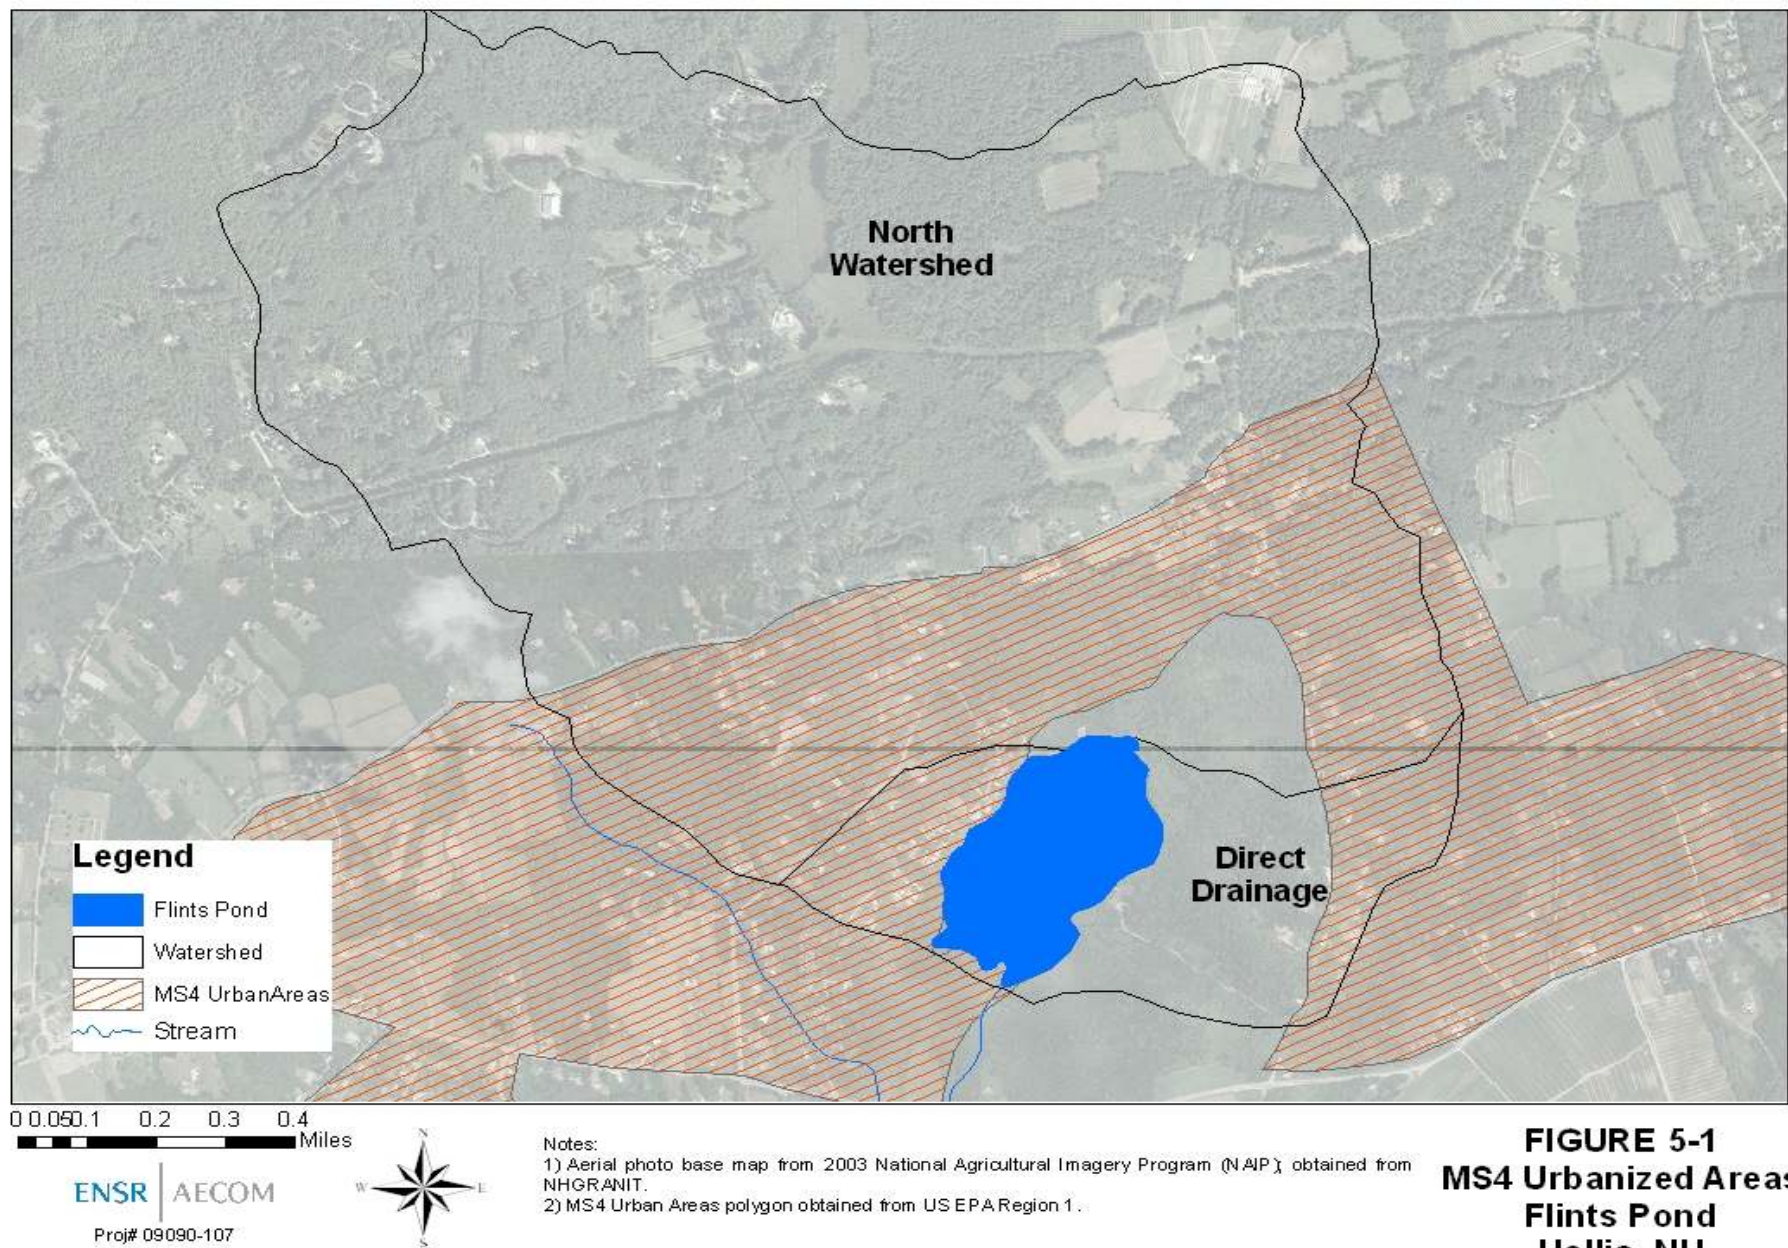 North
Watershed
Direct
Drainage
Legend
Flints Pond
Watershed
MS4 UrbanAreas
Stream
0 0.050.1 0.2 0.3 0.4
Miles
ENSR | AECOM
Proj# 09090-107
N
W E
S
Notes:
1) Aerial photo base map from 2003 National Agricultural Imagery Program (NAIP), obtained from
NHGRANIT.
2) MS4 Urban Areas polygon obtained from US EPA Region 1.
FIGURE 5-1
MS4 Urbanized Areas
Flints Pond
Hollis, NH